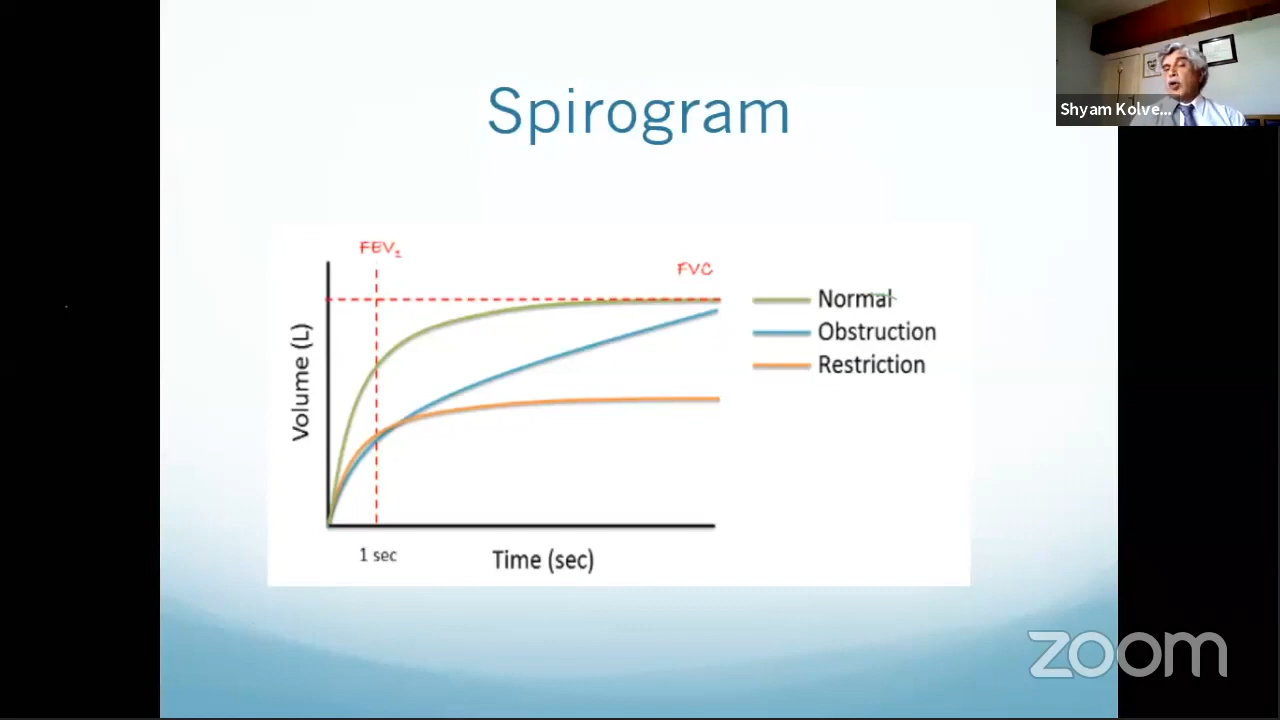 Spirogram
Shyam Kolve...
FEV1
FVC
Normal
Obstruction
Restriction
Volume (L)
1 sec
Time (sec)
zoom